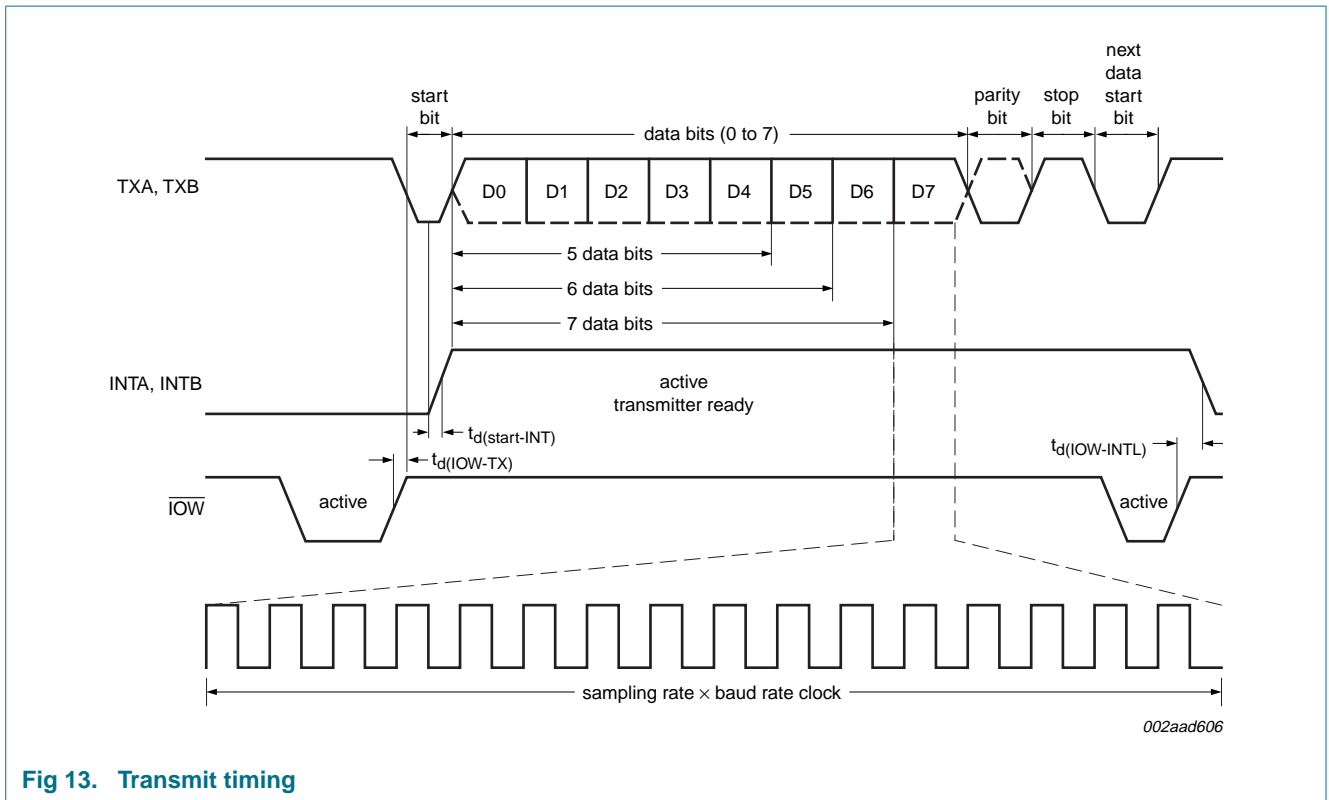 next
data
start
bit
start
bit
parity
bit
stop
bit
data bits (0 to 7)
TXA, TXB
D0 D1 D2 D3 D4 D5 D6 D7
5 data bits
6 data bits
7 data bits
INTA, INTB
active
transmitter ready
td(start-INT)
td(IOW-TX)
td(IOW-INTL)
IOW
active
active
sampling rate × baud rate clock
002aad606
Fig 13. Transmit timing